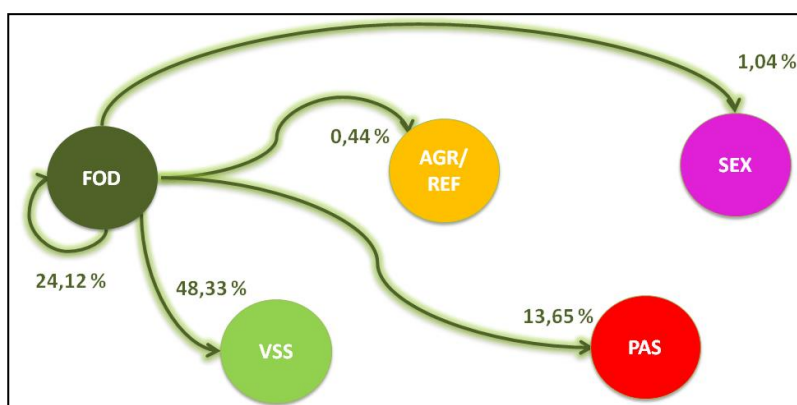 1,04 %
0,44 %
AGR/
REF
SEX
FOD
24,12 %
48,33 %
13,65 %
VSS
PAS